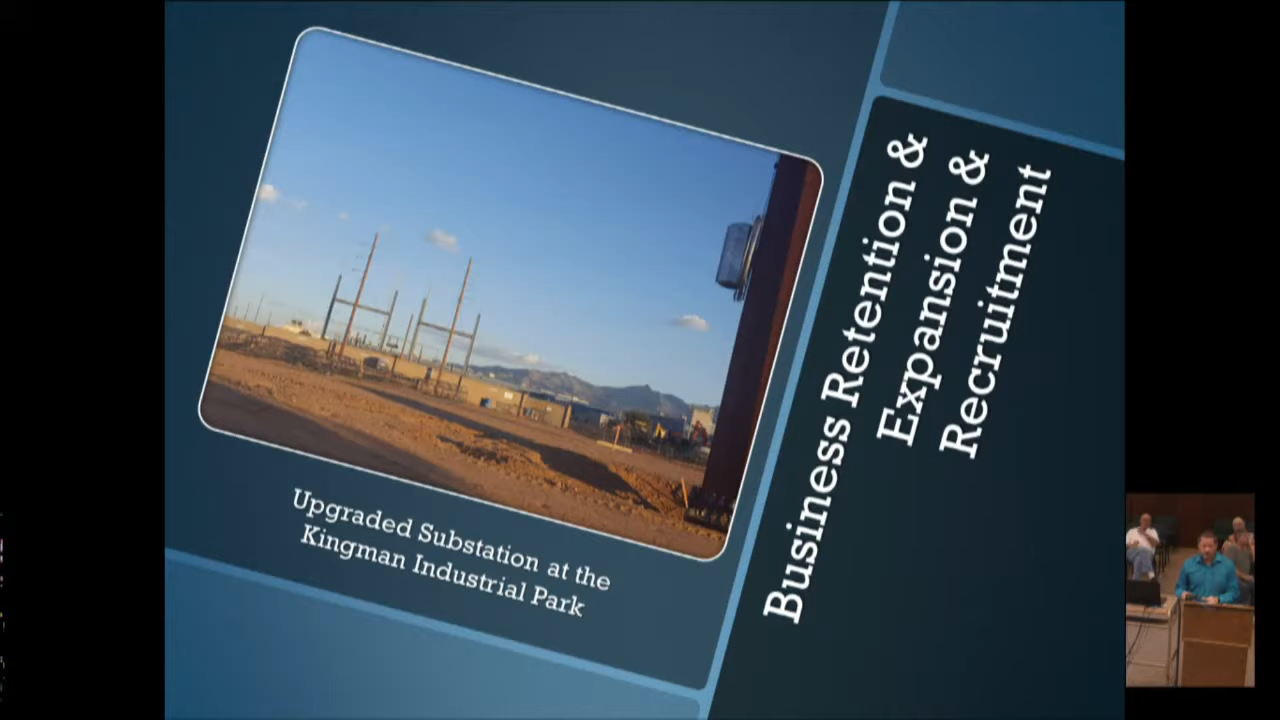 Business Retention &
Expansion &
Recruitment
Upgraded Substation at the
Kingman Industrial Park